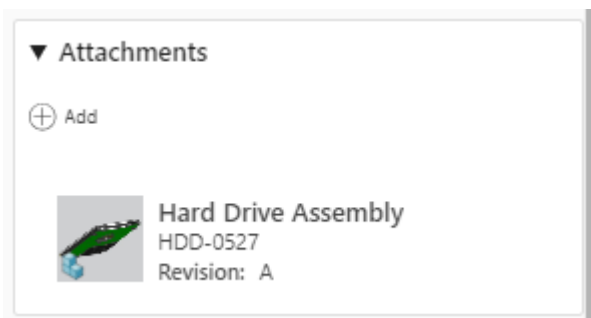 Attachments
Add
Hard Drive Assembly
HDD-0527
Revision: A